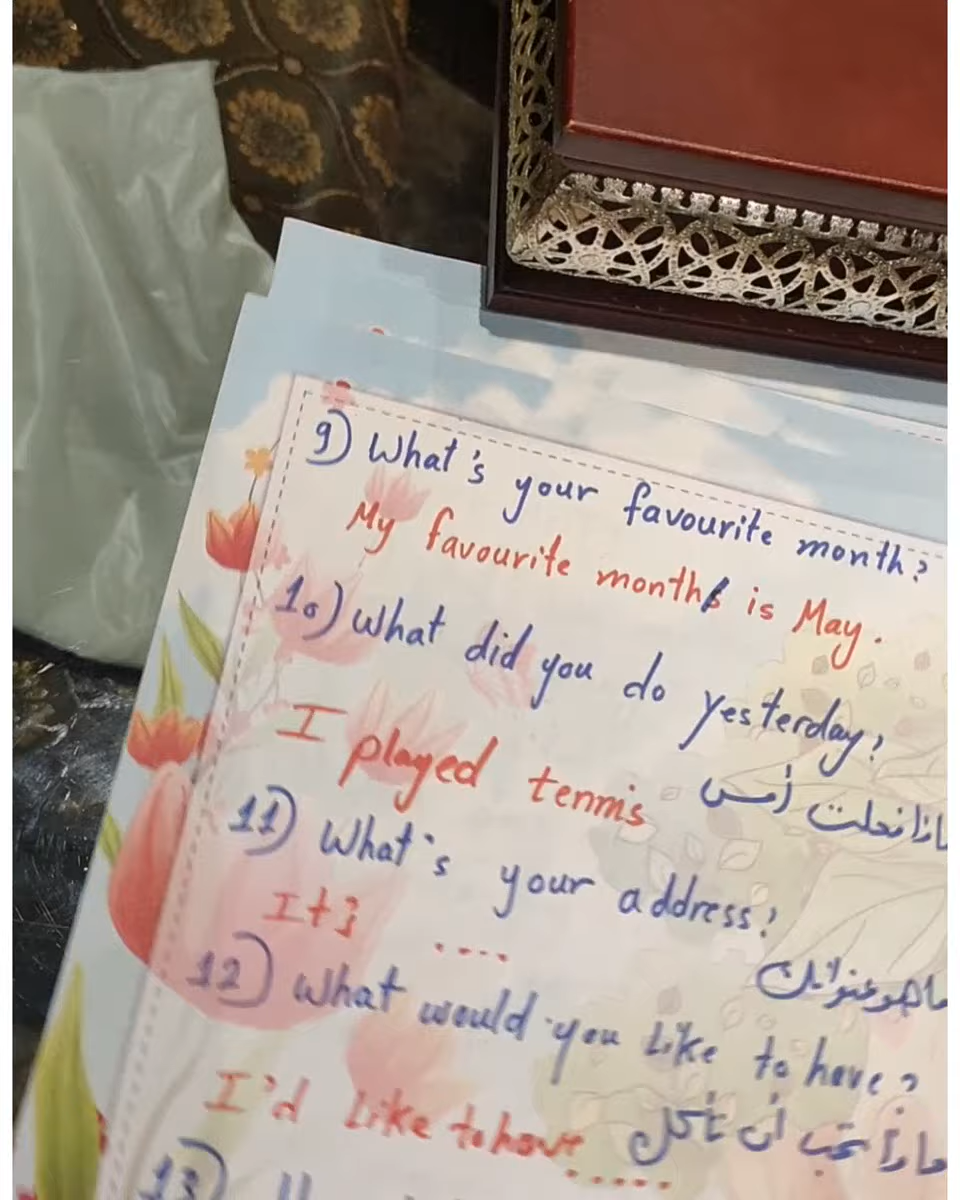 9) What's your favourite month?
My favourite month is May.
10) What did you do yesterday?
I played tennis
ماذا فعلت أمس
11) What's your address?
It's ....
ما هو عنوانك
12) What would you like to have?
I'd like to have .....
ماذا تحب أن تأكل
13)